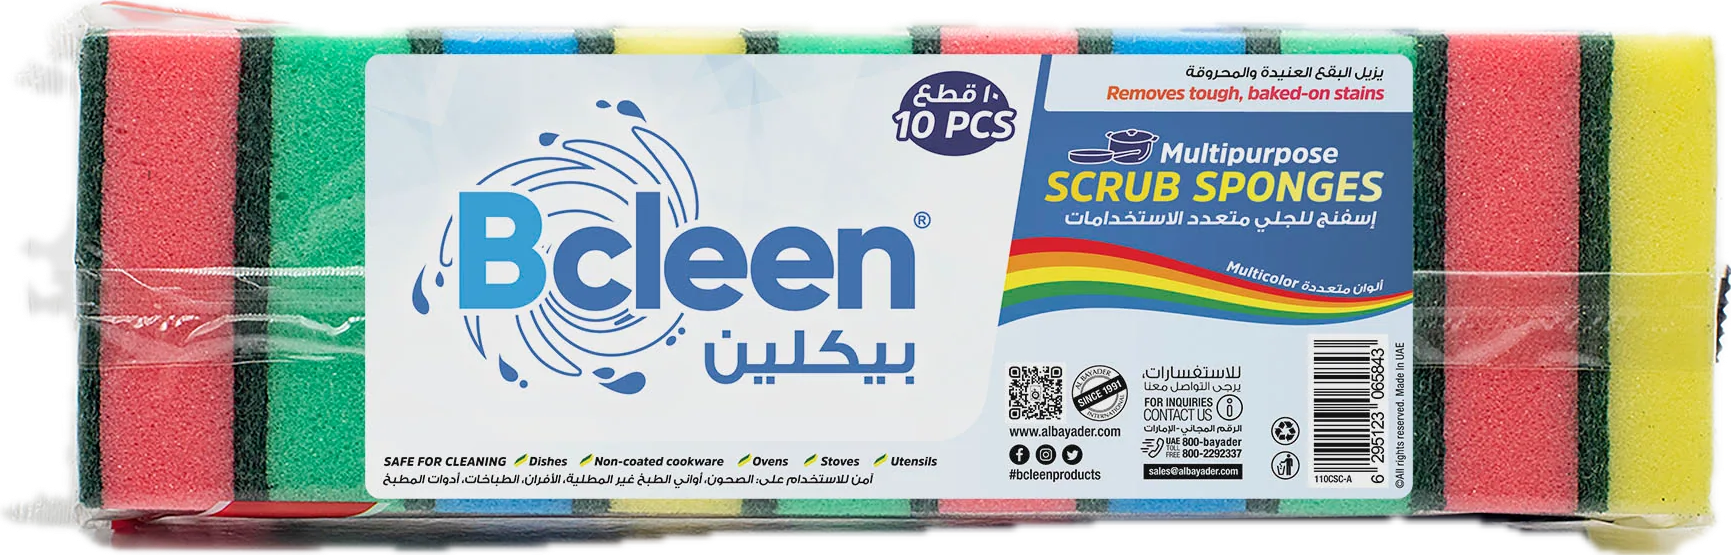 Bcleen®
بيكلين
١٠ قطع
10 PCS
يزيل البقع العنيدة والمحروقة
Removes tough, baked-on stains
Multipurpose
SCRUB SPONGES
إسفنج للجلي متعدد الاستخدامات
Multicolor ألوان متعددة
SAFE FOR CLEANING Dishes Non-coated cookware Ovens Stoves Utensils
آمن للاستخدام على: الصحون، أواني الطبخ غير المطلية، الأفران، الطباخات، أدوات المطبخ
AL BAYADER
SINCE 1991
INTERNATIONAL
www.albayader.com
#bcleenproducts
للاستفسارات،
يرجى التواصل معنا
FOR INQUIRIES
CONTACT US
الرقم المجاني-الإمارات
UAE TOLL FREE 800-bayader
800-2292337
sales@albayader.com
110CSC-A
6 295123 065843
©All rights reserved. Made In UAE